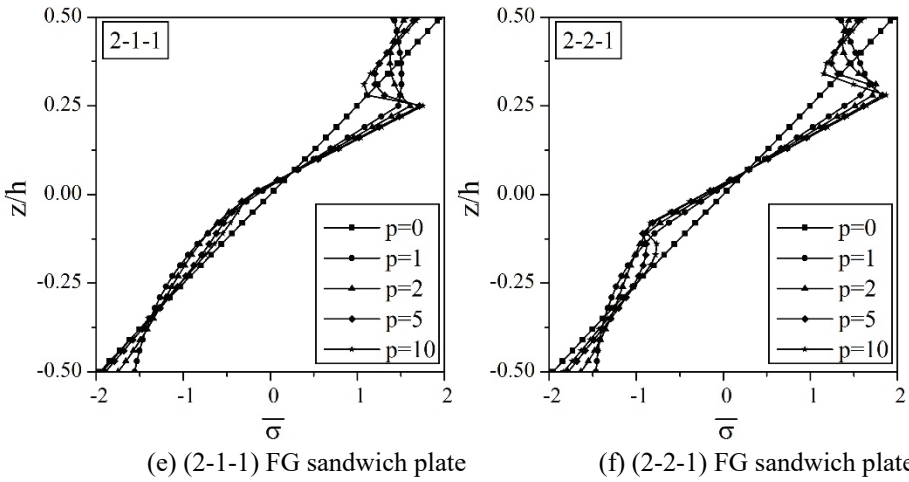 2-1-1
0.50
0.25
0.00
-0.25
-0.50
z/h
p=0
p=1
p=2
p=5
p=10
-2 -1 0 1 2
σ̅
(e) (2-1-1) FG sandwich plate
2-2-1
0.50
0.25
0.00
-0.25
-0.50
z/h
p=0
p=1
p=2
p=5
p=10
-2 -1 0 1 2
σ̅
(f) (2-2-1) FG sandwich plate